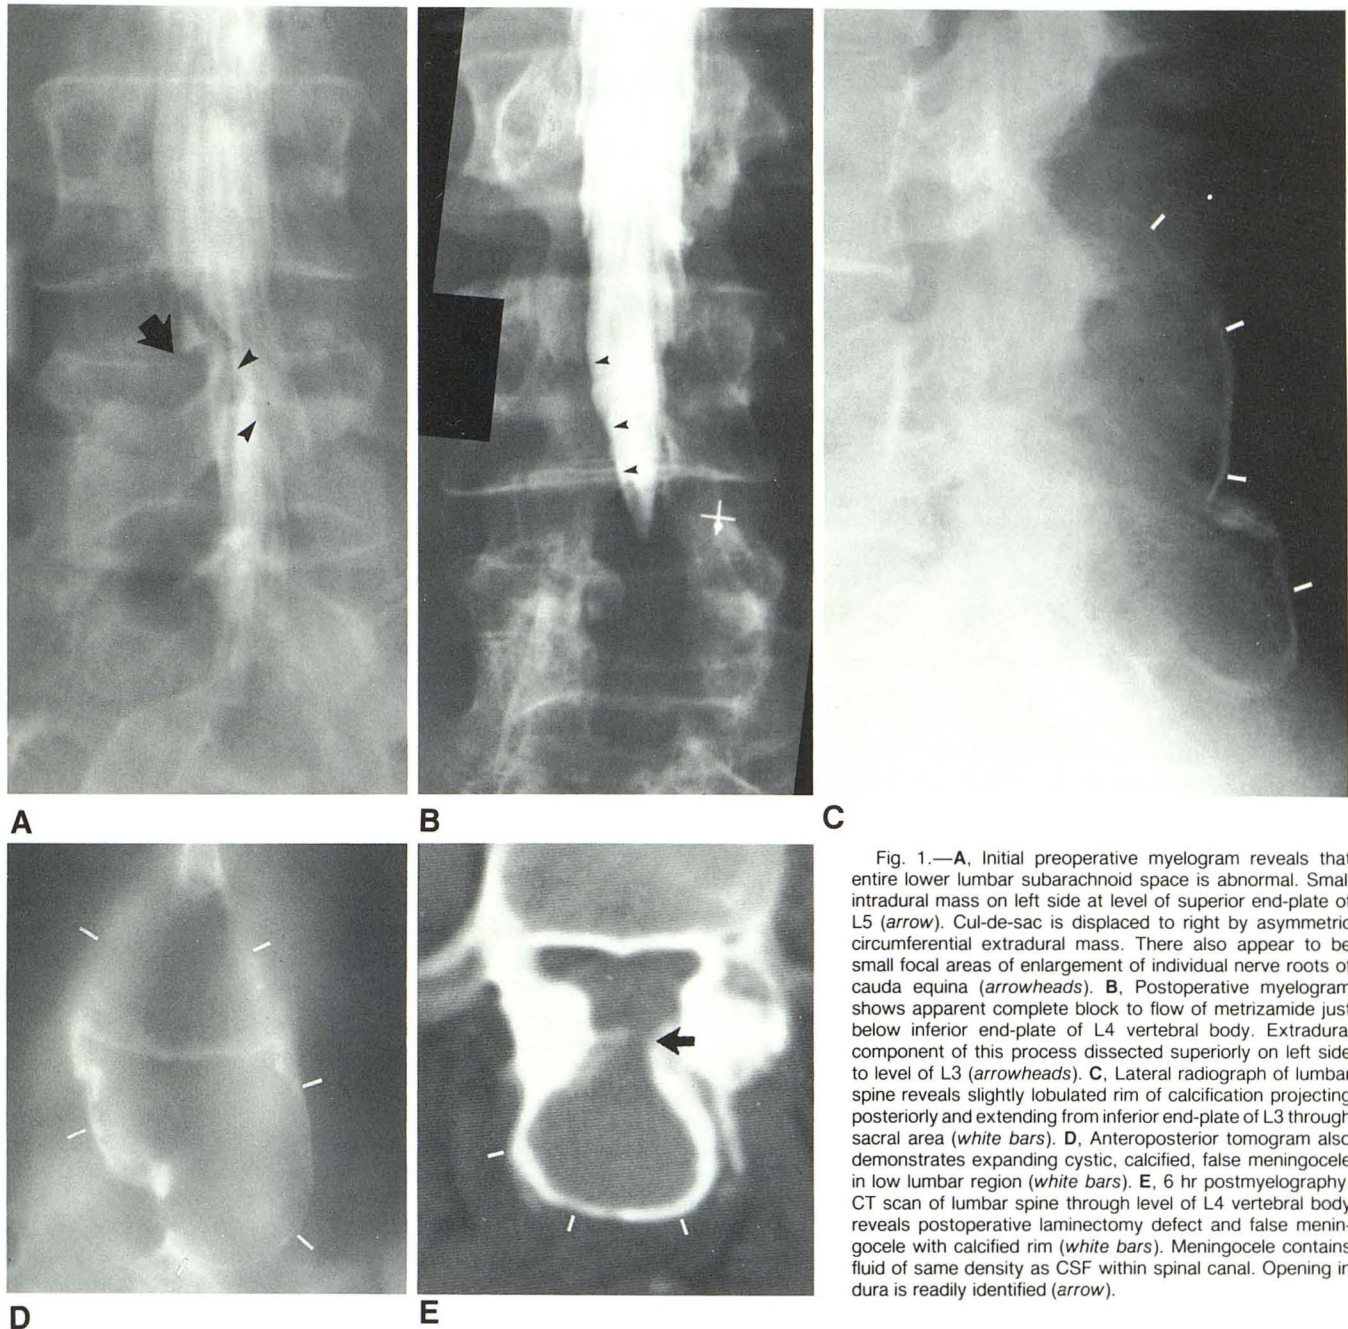 A
B
C
D
E
Fig. 1.—A, Initial preoperative myelogram reveals that
entire lower lumbar subarachnoid space is abnormal. Small
intradural mass on left side at level of superior end-plate of
L5 (arrow). Cul-de-sac is displaced to right by asymmetric
circumferential extradural mass. There also appear to be
small focal areas of enlargement of individual nerve roots of
cauda equina (arrowheads). B, Postoperative myelogram
shows apparent complete block to flow of metrizamide just
below inferior end-plate of L4 vertebral body. Extradural
component of this process dissected superiorly on left side
to level of L3 (arrowheads). C, Lateral radiograph of lumbar
spine reveals slightly lobulated rim of calcification projecting
posteriorly and extending from inferior end-plate of L3 through
sacral area (white bars). D, Anteroposterior tomogram also
demonstrates expanding cystic, calcified, false meningocele
in low lumbar region (white bars). E, 6 hr postmyelography
CT scan of lumbar spine through level of L4 vertebral body
reveals postoperative laminectomy defect and false menin-
gocele with calcified rim (white bars). Meningocele contains
fluid of same density as CSF within spinal canal. Opening in
dura is readily identified (arrow).